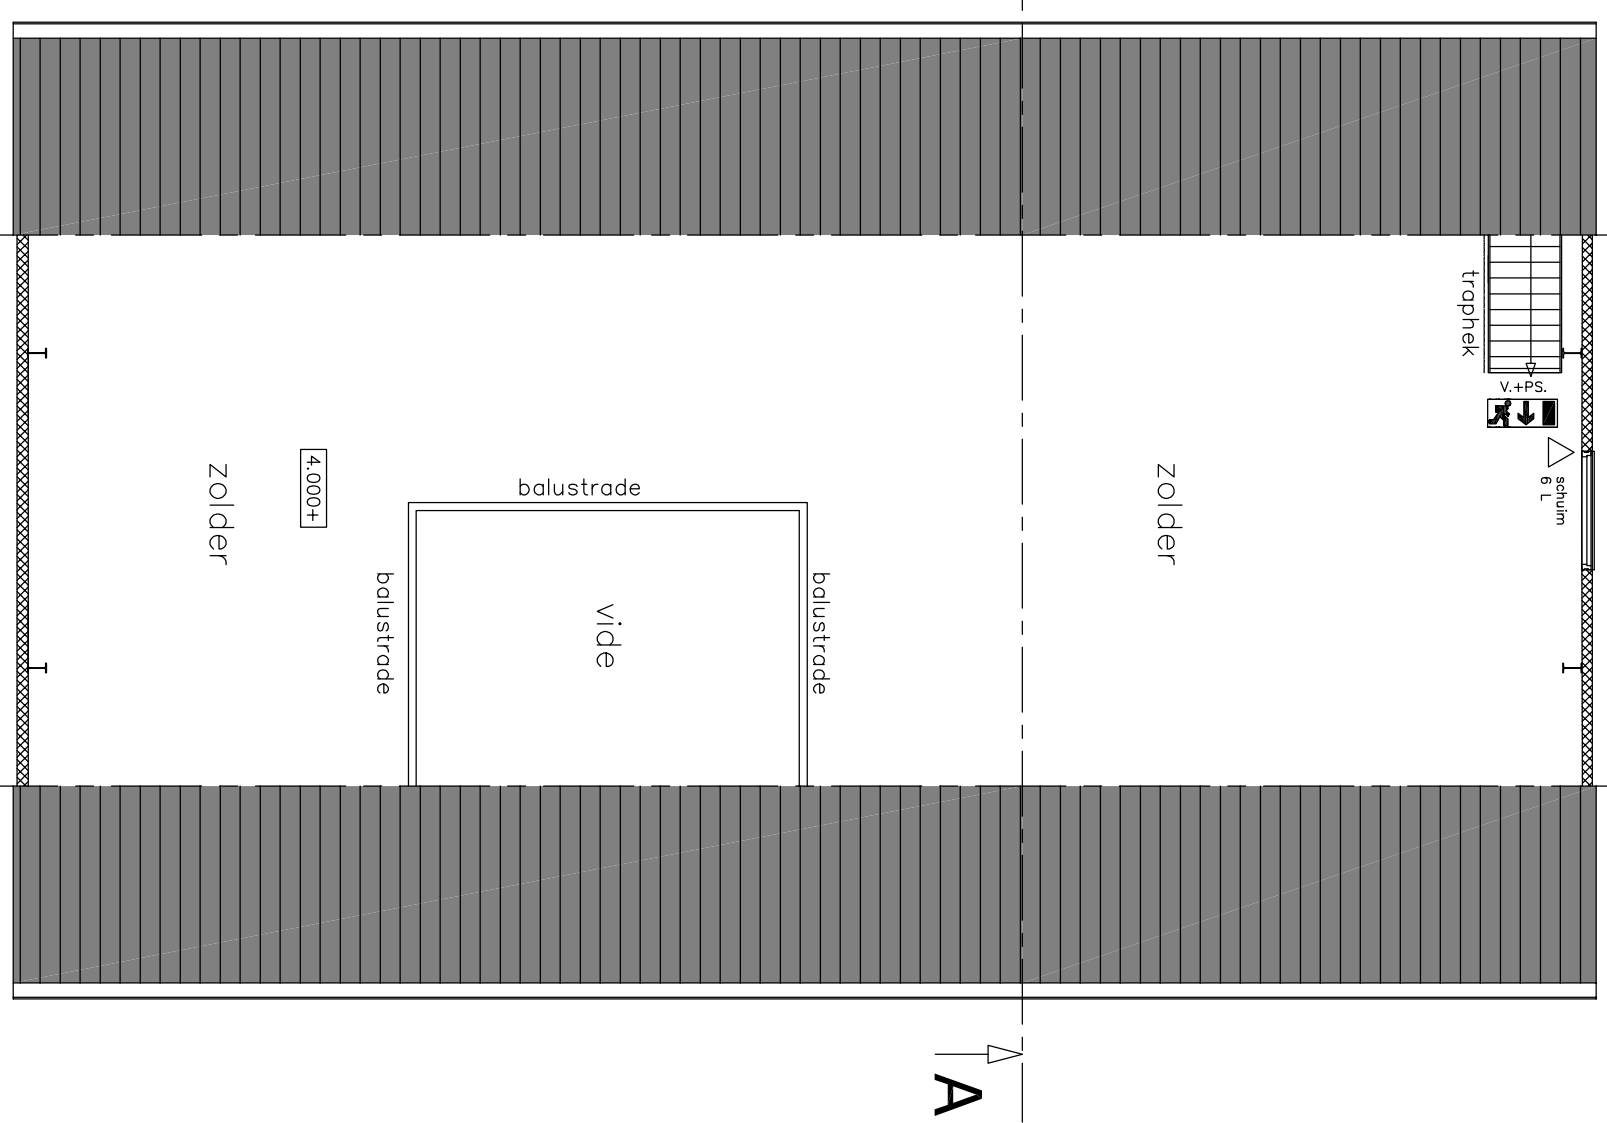 traphek
V.+PS.
schuim
6 L
zolder
4.000+
balustrade
zolder
balustrade
vide
balustrade
A